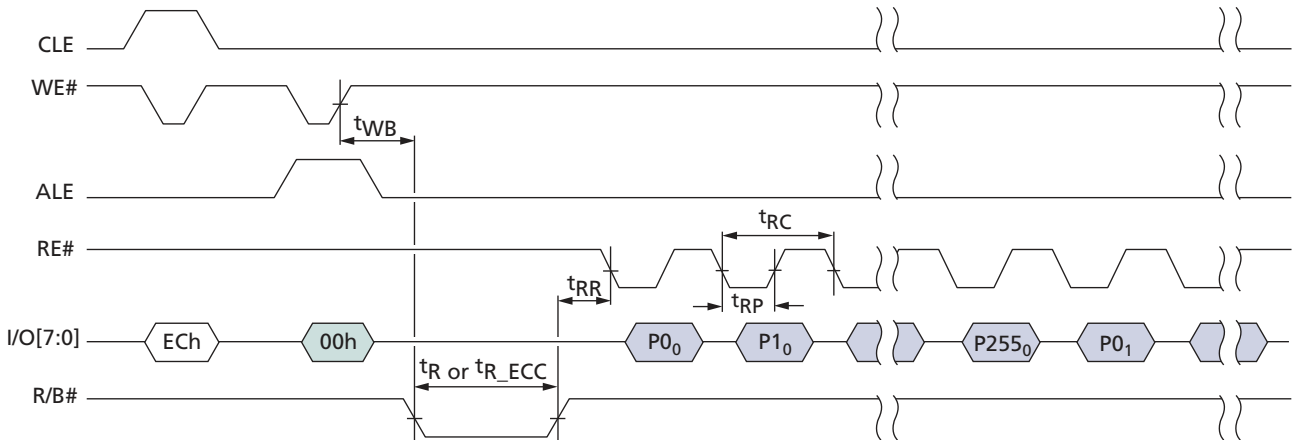 CLE
WE#
tWB
ALE
tRC
RE#
tRR
tRP
I/O[7:0]
ECh
00h
P0₀
P1₀
P255₀
P0₁
tR or tR_ECC
R/B#